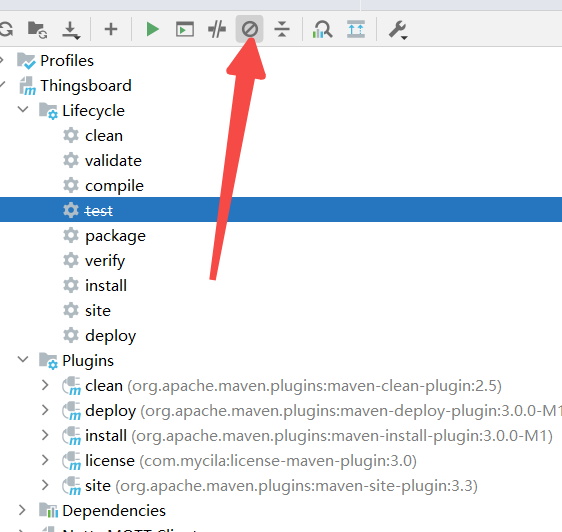 Profiles
Thingsboard
Lifecycle
clean
validate
compile
test
package
verify
install
site
deploy
Plugins
clean (org.apache.maven.plugins:maven-clean-plugin:2.5)
deploy (org.apache.maven.plugins:maven-deploy-plugin:3.0.0-M1
install (org.apache.maven.plugins:maven-install-plugin:3.0.0-M1)
license (com.mycila:license-maven-plugin:3.0)
site (org.apache.maven.plugins:maven-site-plugin:3.3)
Dependencies
Netty MQTT Client